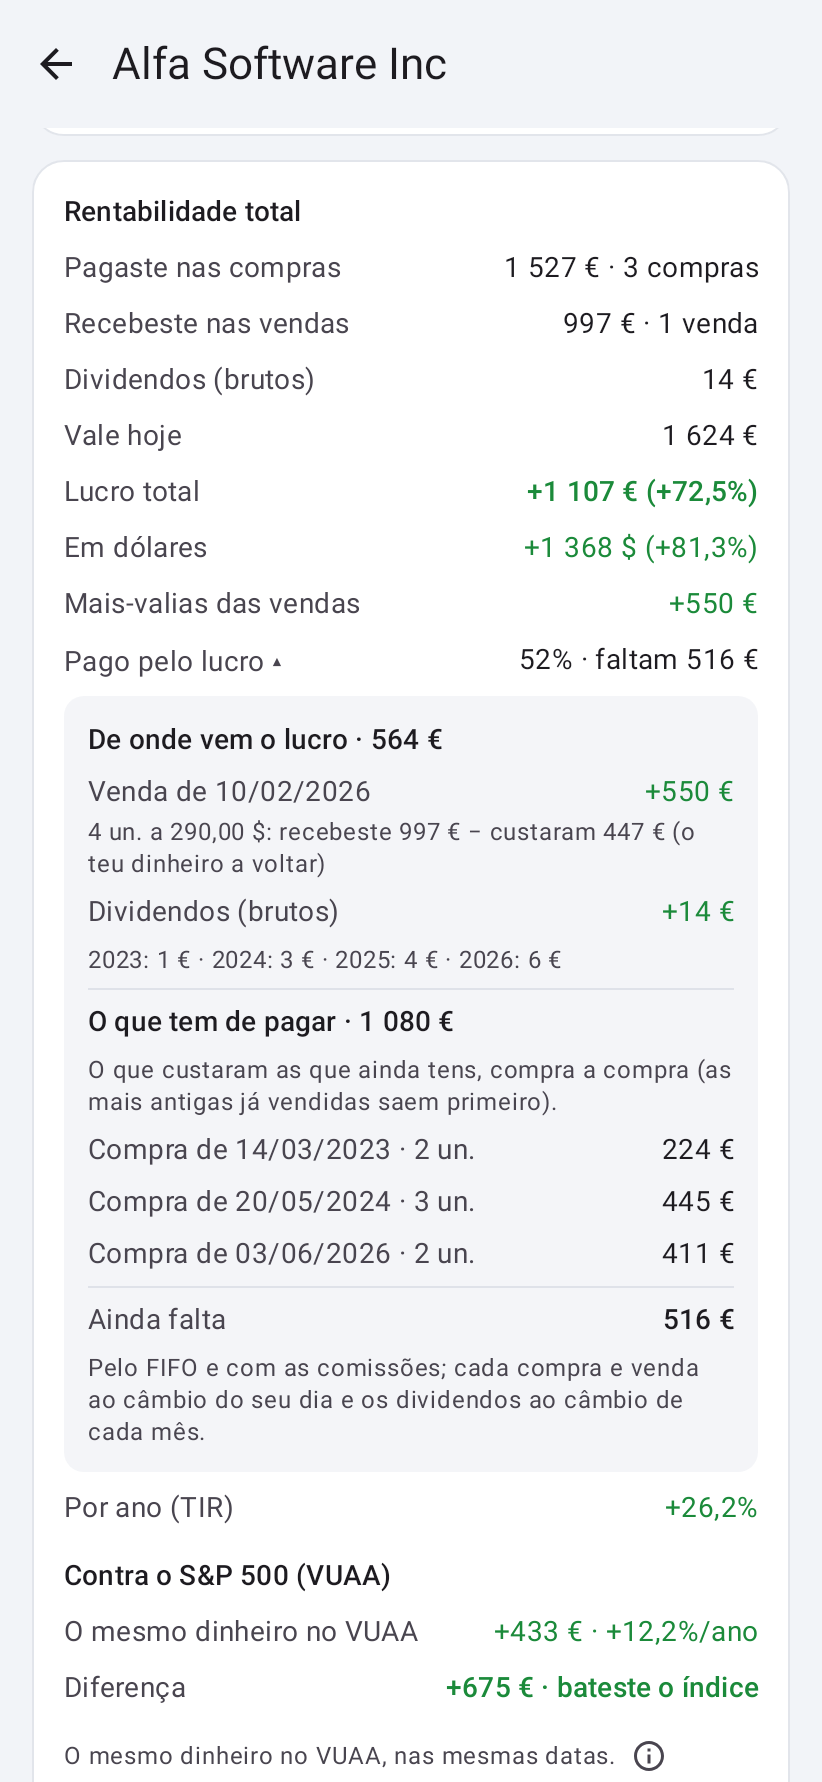 Alfa Software Inc
Rentabilidade total
Pagaste nas compras 1 527 € · 3 compras
Recebeste nas vendas 997 € · 1 venda
Dividendos (brutos) 14 €
Vale hoje 1 624 €
Lucro total +1 107 € (+72,5%)
Em dólares +1 368 $ (+81,3%)
Mais-valias das vendas +550 €
Pago pelo lucro ▴ 52% · faltam 516 €
De onde vem o lucro · 564 €
Venda de 10/02/2026 +550 €
4 un. a 290,00 $: recebeste 997 € − custaram 447 € (o
teu dinheiro a voltar)
Dividendos (brutos) +14 €
2023: 1 € · 2024: 3 € · 2025: 4 € · 2026: 6 €
O que tem de pagar · 1 080 €
O que custaram as que ainda tens, compra a compra (as
mais antigas já vendidas saem primeiro).
Compra de 14/03/2023 · 2 un. 224 €
Compra de 20/05/2024 · 3 un. 445 €
Compra de 03/06/2026 · 2 un. 411 €
Ainda falta 516 €
Pelo FIFO e com as comissões; cada compra e venda
ao câmbio do seu dia e os dividendos ao câmbio de
cada mês.
Por ano (TIR) +26,2%
Contra o S&P 500 (VUAA)
O mesmo dinheiro no VUAA +433 € · +12,2%/ano
Diferença +675 € · bateste o índice
O mesmo dinheiro no VUAA, nas mesmas datas.